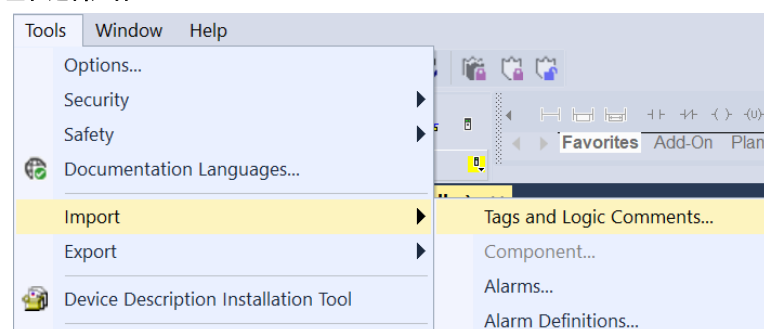 Tools Window Help
Options...
Security
Safety
Documentation Languages...
Favorites Add-On
Import
Tags and Logic Comments...
Export
Component...
Device Description Installation Tool
Alarms...
Alarm Definitions...